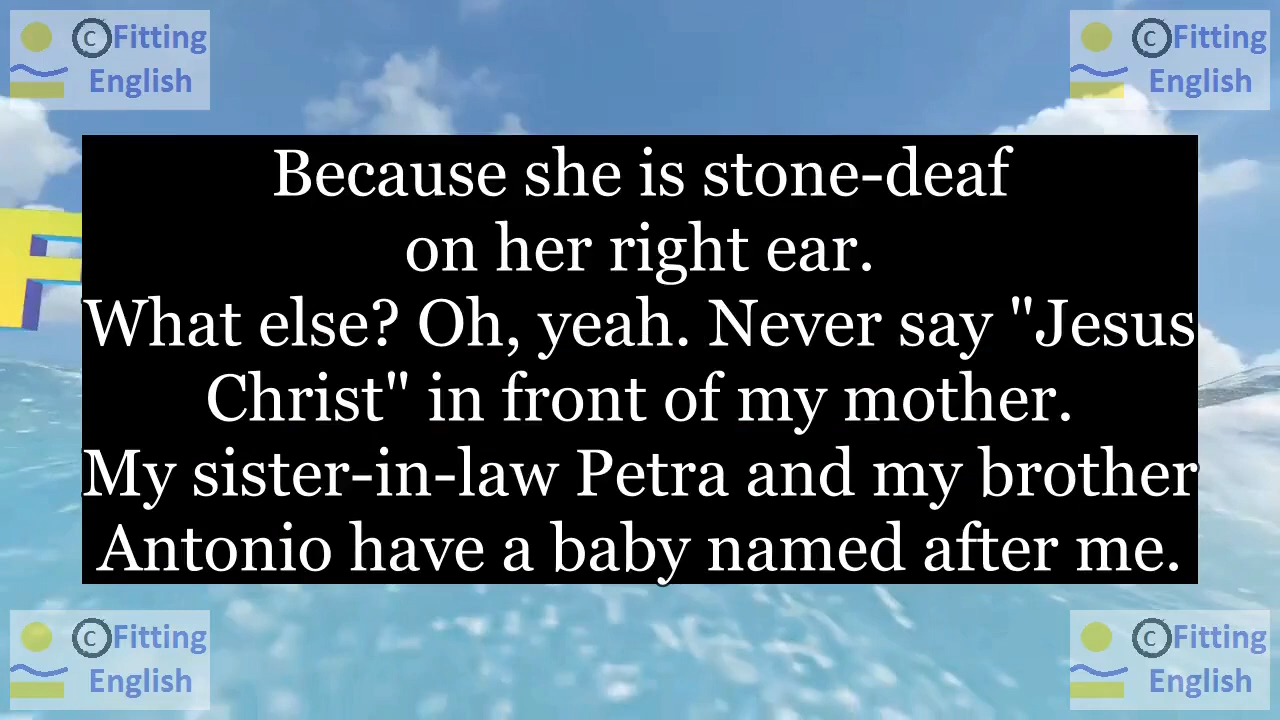 ©Fitting
English
©Fitting
English
F
Because she is stone-deaf
on her right ear.
What else? Oh, yeah. Never say "Jesus
Christ" in front of my mother.
My sister-in-law Petra and my brother
Antonio have a baby named after me.
©Fitting
English
©Fitting
English